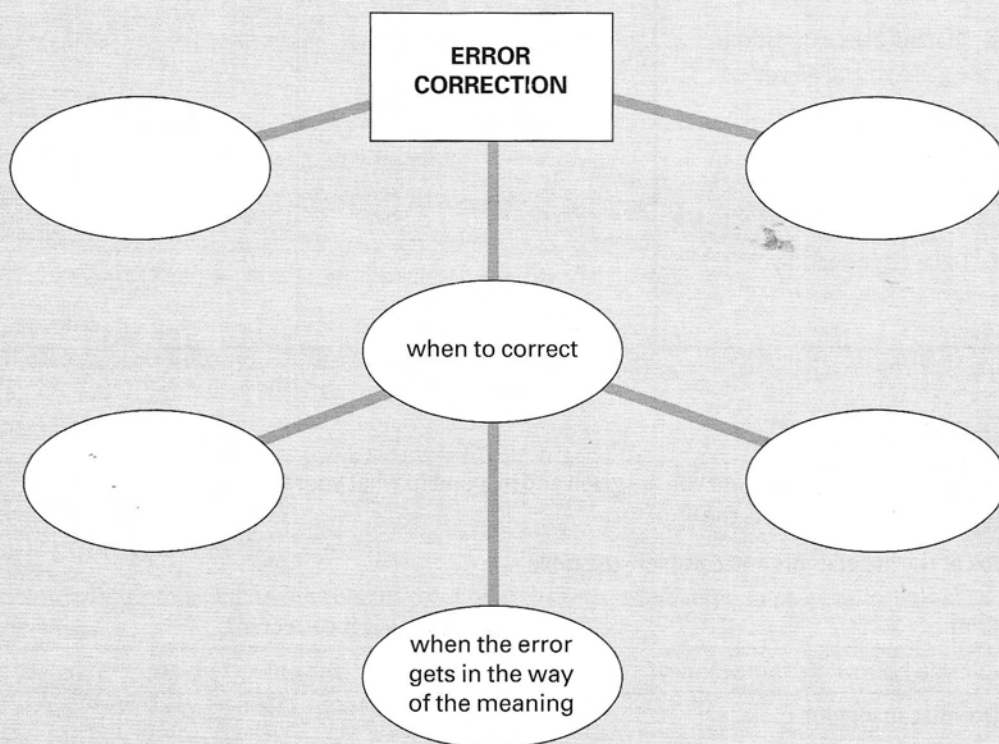 ERROR
CORRECTION
when to correct
when the error
gets in the way
of the meaning